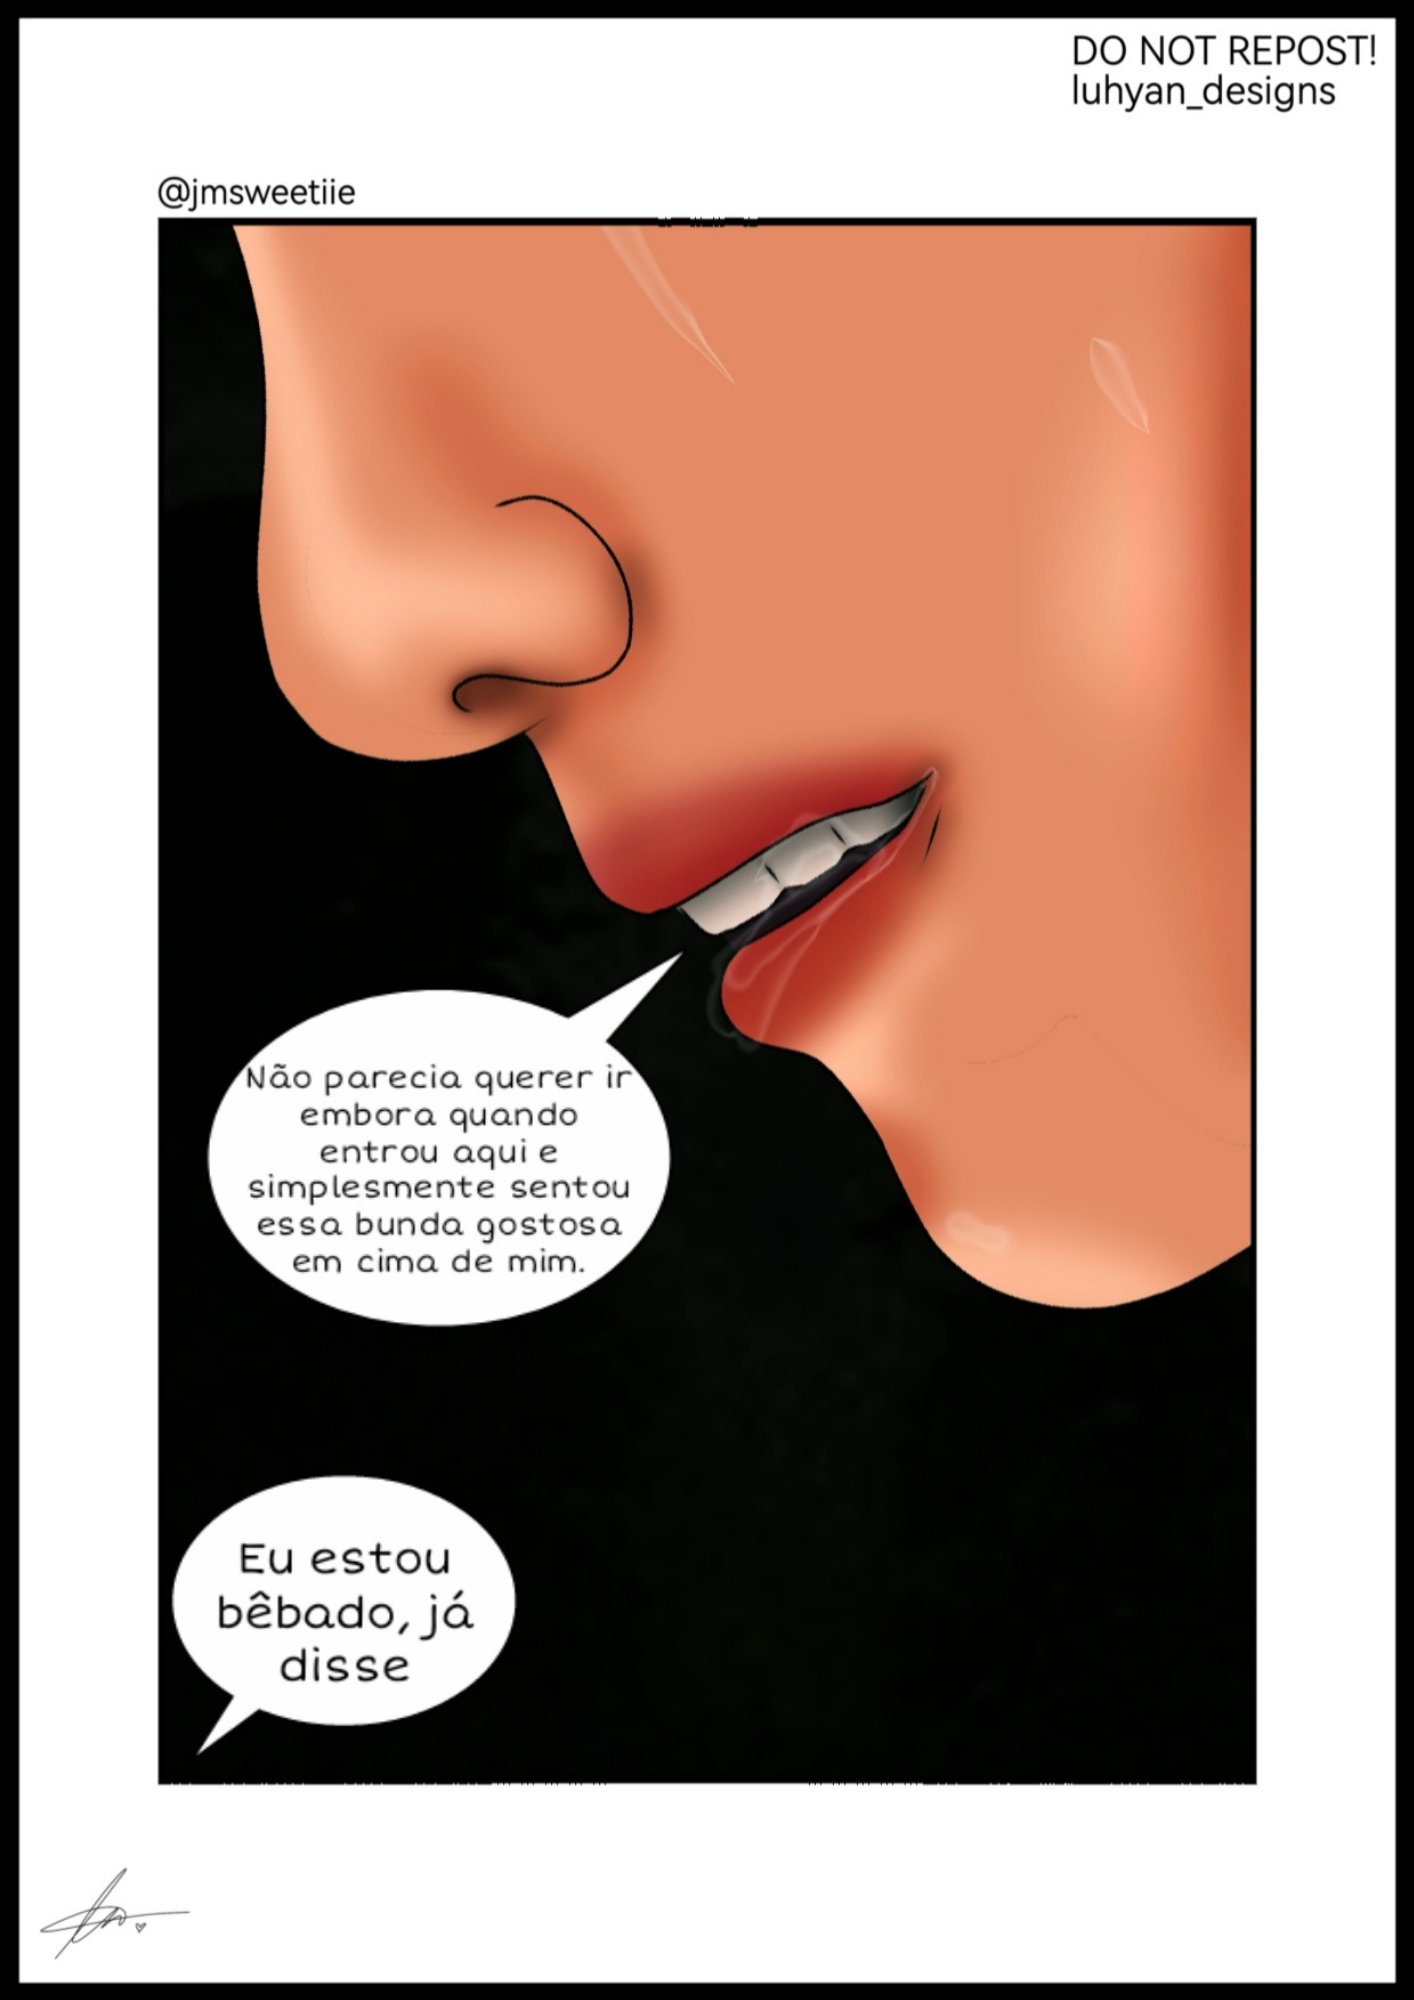 DO NOT REPOST!
luhyan_designs
@jmsweetiie
Não parecia querer ir
embora quando
entrou aqui e
simplesmente sentou
essa bunda gostosa
em cima de mim.
Eu estou
bêbado, já
disse